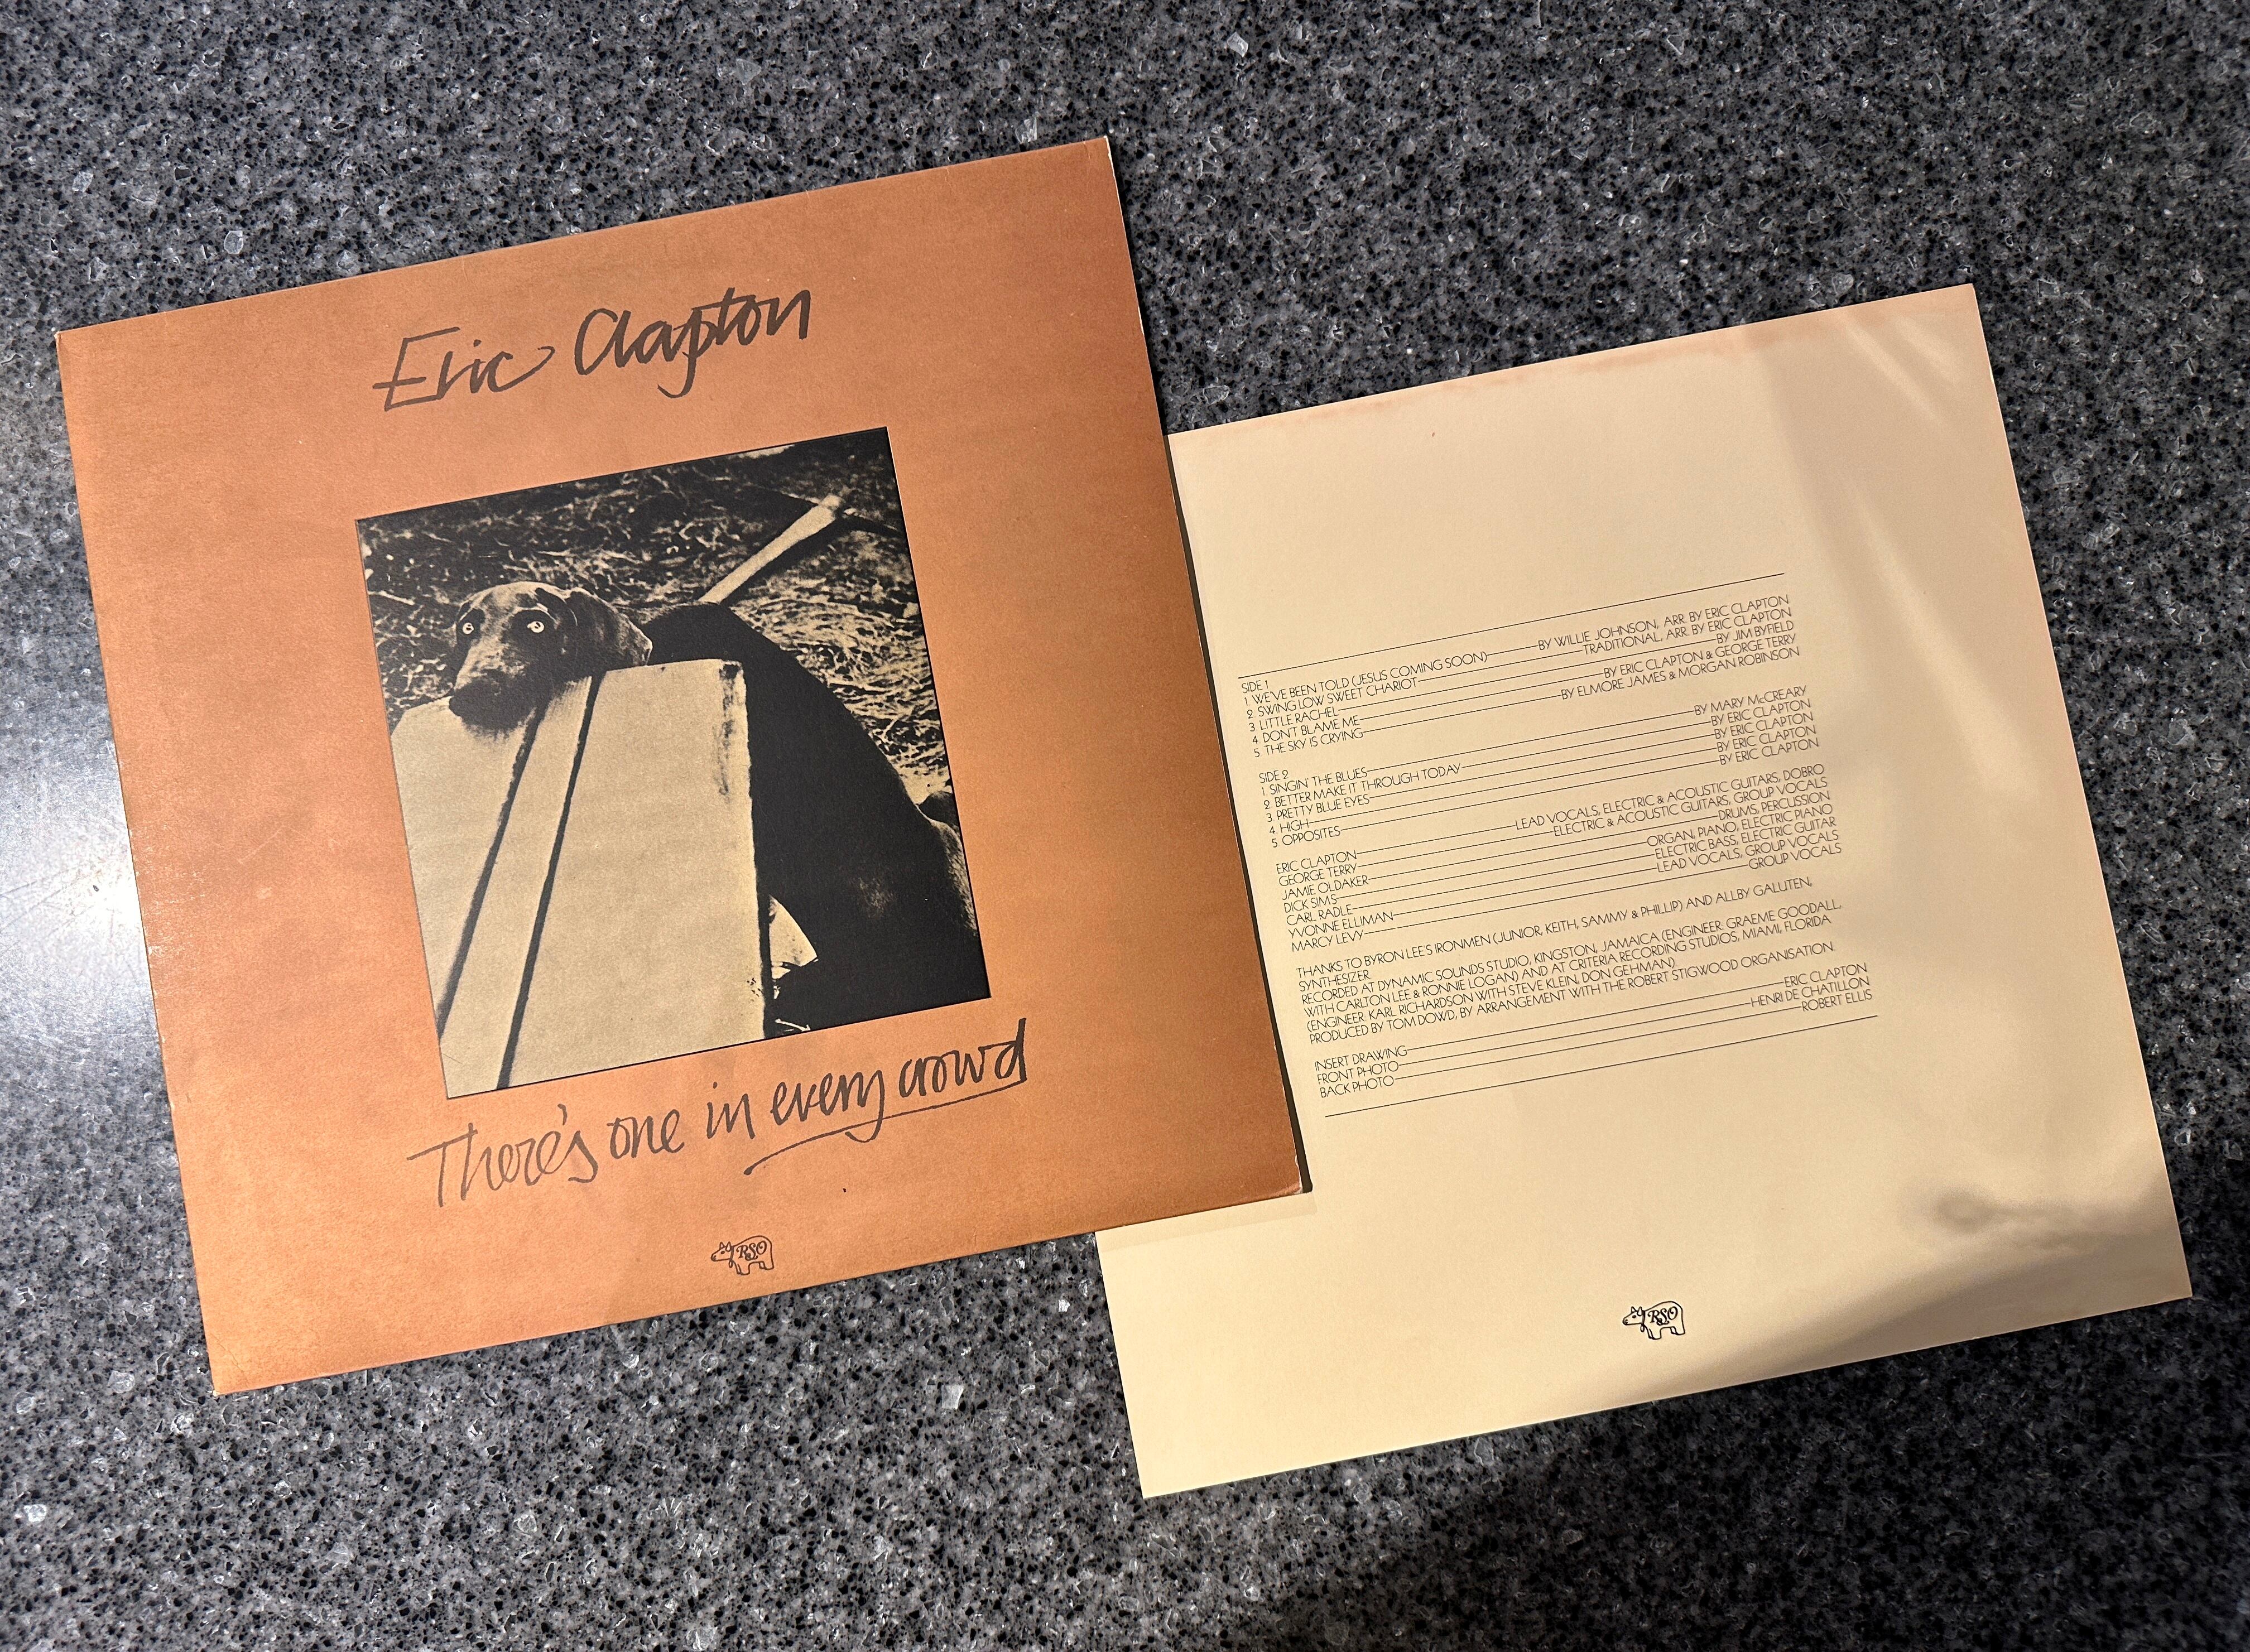 Eric Clapton
There's one in every crowd
RSO
SIDE 1
1. WE'VE BEEN TOLD (JESUS COMING SOON) BY WILLIE JOHNSON, ARR. BY ERIC CLAPTON
2. SWING LOW SWEET CHARIOT TRADITIONAL, ARR. BY ERIC CLAPTON
3. LITTLE RACHEL BY JIM BYFIELD
4. DON'T BLAME ME BY ERIC CLAPTON & GEORGE TERRY
5. THE SKY IS CRYING BY ELMORE JAMES & MORGAN ROBINSON
SIDE 2
1. SINGIN' THE BLUES BY MARY McCREARY
2. BETTER MAKE IT THROUGH TODAY BY ERIC CLAPTON
3. PRETTY BLUE EYES BY ERIC CLAPTON
4. HIGH BY ERIC CLAPTON
5. OPPOSITES BY ERIC CLAPTON
ERIC CLAPTON LEAD VOCALS, ELECTRIC & ACOUSTIC GUITARS, DOBRO
GEORGE TERRY ELECTRIC & ACOUSTIC GUITARS, GROUP VOCALS
JAMIE OLDAKER DRUMS, PERCUSSION
DICK SIMS ORGAN, PIANO, ELECTRIC PIANO
CARL RADLE ELECTRIC BASS, ELECTRIC GUITAR
YVONNE ELLIMAN LEAD VOCALS, GROUP VOCALS
MARCY LEVY GROUP VOCALS
THANKS TO BYRON LEE'S IRONMEN (JUNIOR, KEITH, SAMMY & PHILLIP) AND ALLBY GALUTEN,
SYNTHESIZER.
RECORDED AT DYNAMIC SOUNDS STUDIO, KINGSTON, JAMAICA (ENGINEER: GRAEME GOODALL,
WITH CARLTON LEE & RONNIE LOGAN) AND AT CRITERIA RECORDING STUDIOS, MIAMI, FLORIDA
(ENGINEER: KARL RICHARDSON WITH STEVE KLEIN, DON GEHMAN).
PRODUCED BY TOM DOWD, BY ARRANGEMENT WITH THE ROBERT STIGWOOD ORGANISATION.
INSERT DRAWING ERIC CLAPTON
FRONT PHOTO HENRI DE CHATILLON
BACK PHOTO ROBERT ELLIS
RSO